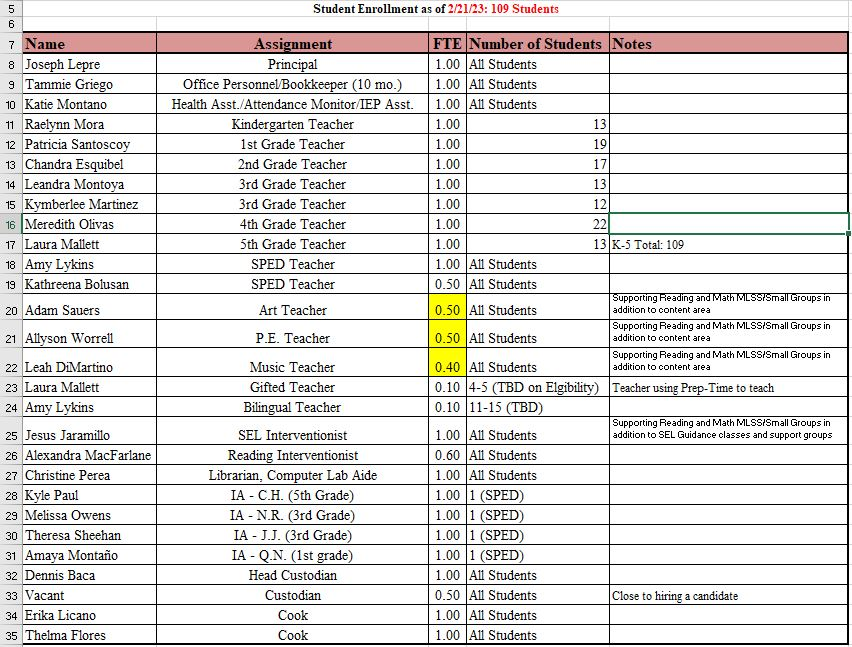 5 Student Enrollment as of 2/21/23: 109 Students
6
7 Name Assignment FTE Number of Students Notes
8 Joseph Lepre Principal 1.00 All Students
9 Tammie Griego Office Personnel/Bookkeeper (10 mo.) 1.00 All Students
10 Katie Montano Health Asst./Attendance Monitor/IEP Asst. 1.00 All Students
11 Raelynn Mora Kindergarten Teacher 1.00 13
12 Patricia Santoscoy 1st Grade Teacher 1.00 19
13 Chandra Esquibel 2nd Grade Teacher 1.00 17
14 Leandra Montoya 3rd Grade Teacher 1.00 13
15 Kymberlee Martinez 3rd Grade Teacher 1.00 12
16 Meredith Olivas 4th Grade Teacher 1.00 22
17 Laura Mallett 5th Grade Teacher 1.00 13 K-5 Total: 109
18 Amy Lykins SPED Teacher 1.00 All Students
19 Kathreena Bolusan SPED Teacher 0.50 All Students
20 Adam Sauers Art Teacher 0.50 All Students Supporting Reading and Math MLSS/Small Groups in
addition to content area
21 Allyson Worrell P.E. Teacher 0.50 All Students Supporting Reading and Math MLSS/Small Groups in
addition to content area
22 Leah DiMartino Music Teacher 0.40 All Students Supporting Reading and Math MLSS/Small Groups in
addition to content area
23 Laura Mallett Gifted Teacher 0.10 4-5 (TBD on Elgibility) Teacher using Prep-Time to teach
24 Amy Lykins Bilingual Teacher 0.10 11-15 (TBD)
25 Jesus Jaramillo SEL Interventionist 1.00 All Students Supporting Reading and Math MLSS/Small Groups in
addition to SEL Guidance classes and support groups
26 Alexandra MacFarlane Reading Interventionist 0.60 All Students
27 Christine Perea Librarian, Computer Lab Aide 1.00 All Students
28 Kyle Paul IA - C.H. (5th Grade) 1.00 1 (SPED)
29 Melissa Owens IA - N.R. (3rd Grade) 1.00 1 (SPED)
30 Theresa Sheehan IA - J.J. (3rd Grade) 1.00 1 (SPED)
31 Amaya Montaño IA - Q.N. (1st grade) 1.00 1 (SPED)
32 Dennis Baca Head Custodian 1.00 All Students
33 Vacant Custodian 0.50 All Students Close to hiring a candidate
34 Erika Licano Cook 1.00 All Students
35 Thelma Flores Cook 1.00 All Students